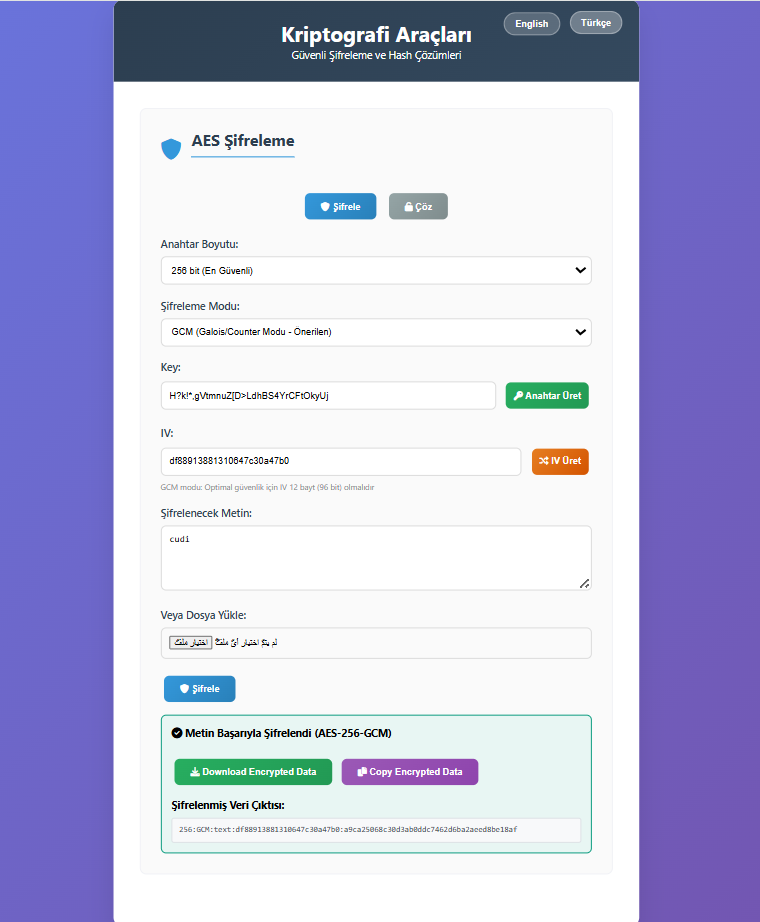 Kriptografi Araçları
English
Türkçe
Güvenli Şifreleme ve Hash Çözümleri
AES Şifreleme
Şifrele
Çöz
Anahtar Boyutu:
256 bit (En Güvenli)
Şifreleme Modu:
GCM (Galois/Counter Modu - Önerilen)
Key:
H?k!*,gVtmnuZ[D>LdhBS4YrCFtOkyUj
Anahtar Üret
IV:
df88913881310647c30a47b0
IV Üret
GCM modu: Optimal güvenlik için IV 12 bayt (96 bit) olmalıdır
Şifrelenecek Metin:
cudi
Veya Dosya Yükle:
اختيار ملفّ لم يتمّ اختيار أيّ ملفّ
Şifrele
Metin Başarıyla Şifrelendi (AES-256-GCM)
Download Encrypted Data
Copy Encrypted Data
Şifrelenmiş Veri Çıktısı:
256:GCM:text:df88913881310647c30a47b0:a9ca25068c30d3ab0ddc7462d6ba2aeed8be18af